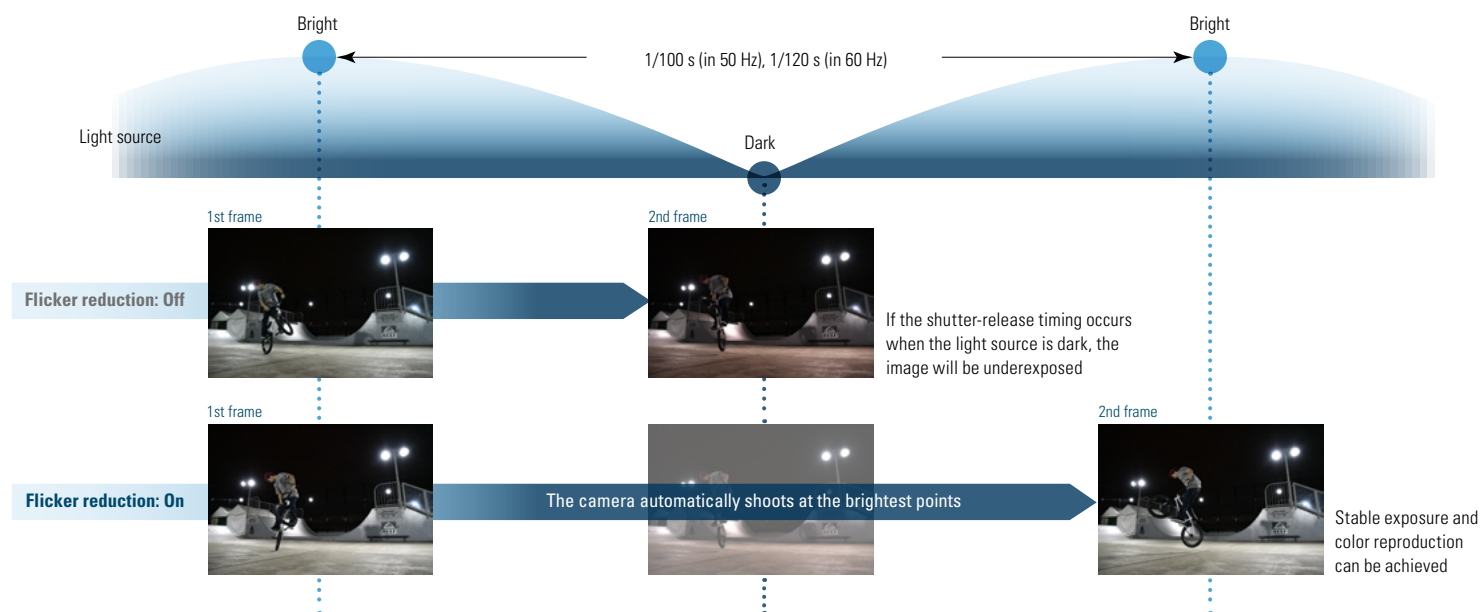 Bright
Bright
1/100 s (in 50 Hz), 1/120 s (in 60 Hz)
Light source
Dark
1st frame
2nd frame
Flicker reduction: Off
If the shutter-release timing occurs
when the light source is dark, the
image will be underexposed
1st frame
2nd frame
Flicker reduction: On
The camera automatically shoots at the brightest points
Stable exposure and
color reproduction
can be achieved